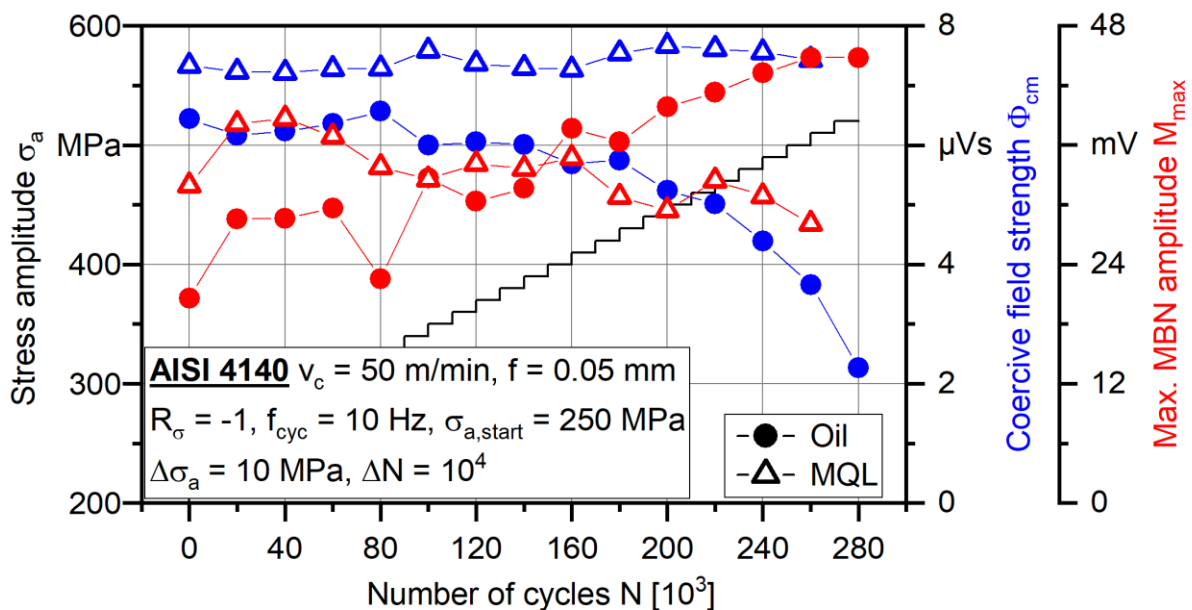 600
8
48
Stress amplitude σa
MPa
400
300
200
μVs
4
2
0
Coercive field strength Φcm
mV
24
12
0
Max. MBN amplitude Mmax
AISI 4140 vc = 50 m/min, f = 0.05 mm
Rσ = -1, fcyc = 10 Hz, σa,start = 250 MPa
Δσa = 10 MPa, ΔN = 10⁴
Oil
MQL
0 40 80 120 160 200 240 280
Number of cycles N [10³]